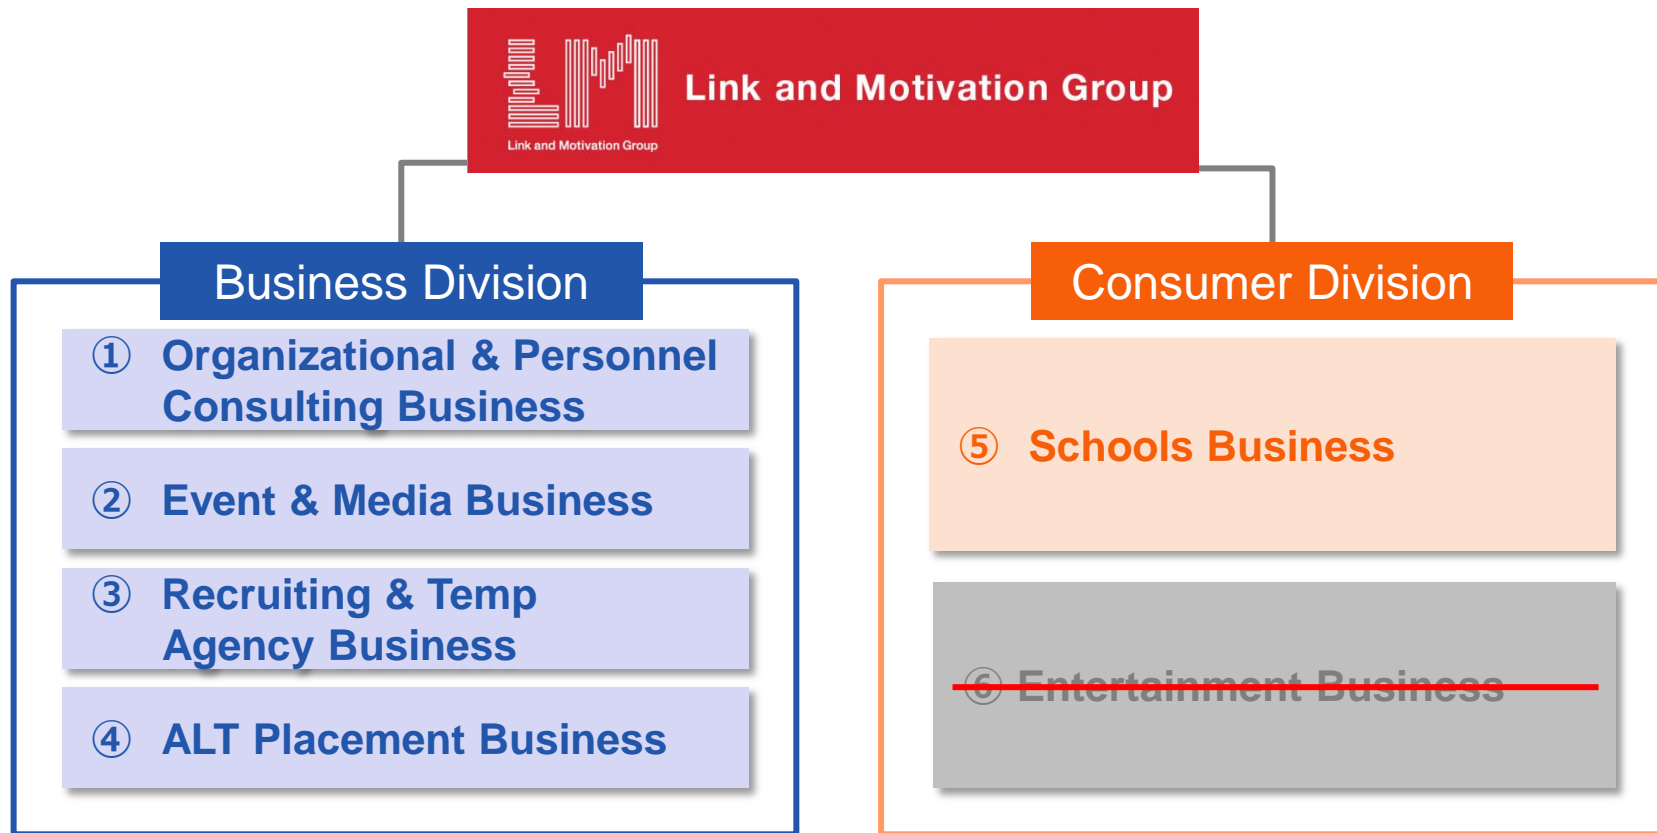 Link and Motivation Group
Link and Motivation Group
Business Division
① Organizational & Personnel
Consulting Business
② Event & Media Business
③ Recruiting & Temp
Agency Business
④ ALT Placement Business
Consumer Division
⑤ Schools Business
⑥ Entertainment Business